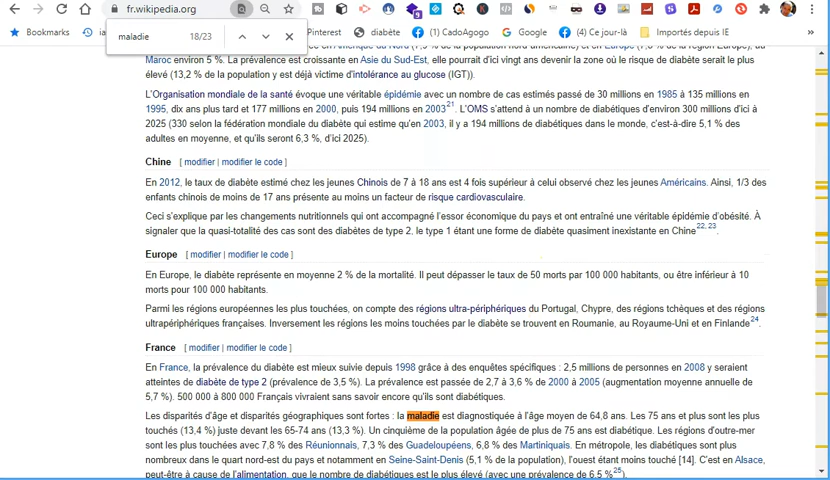 fr.wikipedia.org
Bookmarks
Pinterest
diabète
(1) CadoAgogo
Google
(4) Ce jour-là
Importés depuis IE
maladie 18/23
Maroc environ 5 %. La prévalence est croissante en Asie du Sud-Est, elle pourrait d'ici vingt ans devenir la zone où le risque de diabète serait le plus
élevé (13,2 % de la population y est déjà victime d'intolérance au glucose (IGT)).
L'Organisation mondiale de la santé évoque une véritable épidémie avec un nombre de cas estimés passé de 30 millions en 1985 à 135 millions en
1995, dix ans plus tard et 177 millions en 2000, puis 194 millions en 2003 21. L'OMS s'attend à un nombre de diabétiques d'environ 300 millions d'ici à
2025 (330 selon la fédération mondiale du diabète qui estime qu'en 2003, il y a 194 millions de diabétiques dans le monde, c'est-à-dire 5,1 % des
adultes en moyenne, et qu'ils seront 6,3 %, d'ici 2025).
Chine [ modifier | modifier le code ]
En 2012, le taux de diabète estimé chez les jeunes Chinois de 7 à 18 ans est 4 fois supérieur à celui observé chez les jeunes Américains. Ainsi, 1/3 des
enfants chinois de moins de 17 ans présente au moins un facteur de risque cardiovasculaire.
Ceci s'explique par les changements nutritionnels qui ont accompagné l'essor économique du pays et ont entraîné une véritable épidémie d'obésité. À
signaler que la quasi-totalité des cas sont des diabètes de type 2, le type 1 étant une forme de diabète quasiment inexistante en Chine 22, 23.
Europe [ modifier | modifier le code ]
En Europe, le diabète représente en moyenne 2 % de la mortalité. Il peut dépasser le taux de 50 morts par 100 000 habitants, ou être inférieur à 10
morts pour 100 000 habitants.
Parmi les régions européennes les plus touchées, on compte des régions ultra-périphériques du Portugal, Chypre, des régions tchèques et des régions
ultrapériphériques françaises. Inversement les régions les moins touchées par le diabète se trouvent en Roumanie, au Royaume-Uni et en Finlande 24.
France [ modifier | modifier le code ]
En France, la prévalence du diabète est mieux suivie depuis 1998 grâce à des enquêtes spécifiques : 2,5 millions de personnes en 2008 y seraient
atteintes de diabète de type 2 (prévalence de 3,5 %). La prévalence est passée de 2,7 à 3,6 % de 2000 à 2005 (augmentation moyenne annuelle de
5,7 %). 500 000 à 800 000 Français vivraient sans savoir encore qu'ils sont diabétiques.
Les disparités d'âge et disparités géographiques sont fortes : la maladie est diagnostiquée à l'âge moyen de 64,8 ans. Les 75 ans et plus sont les plus
touchés (13,4 %) juste devant les 65-74 ans (13,3 %). Un cinquième de la population âgée de plus de 75 ans est diabétique. Les régions d'outre-mer
sont les plus touchées avec 7,8 % des Réunionnais, 7,3 % des Guadeloupéens, 6,8 % des Martiniquais. En métropole, les diabétiques sont plus
nombreux dans le quart nord-est du pays et notamment en Seine-Saint-Denis (5,1 % de la population), l'ouest étant moins touché [14]. C'est en Alsace,
peut-être à cause de l'alimentation, que le nombre de diabétiques est le plus élevé (avec une prévalence de 6,5 % 25).